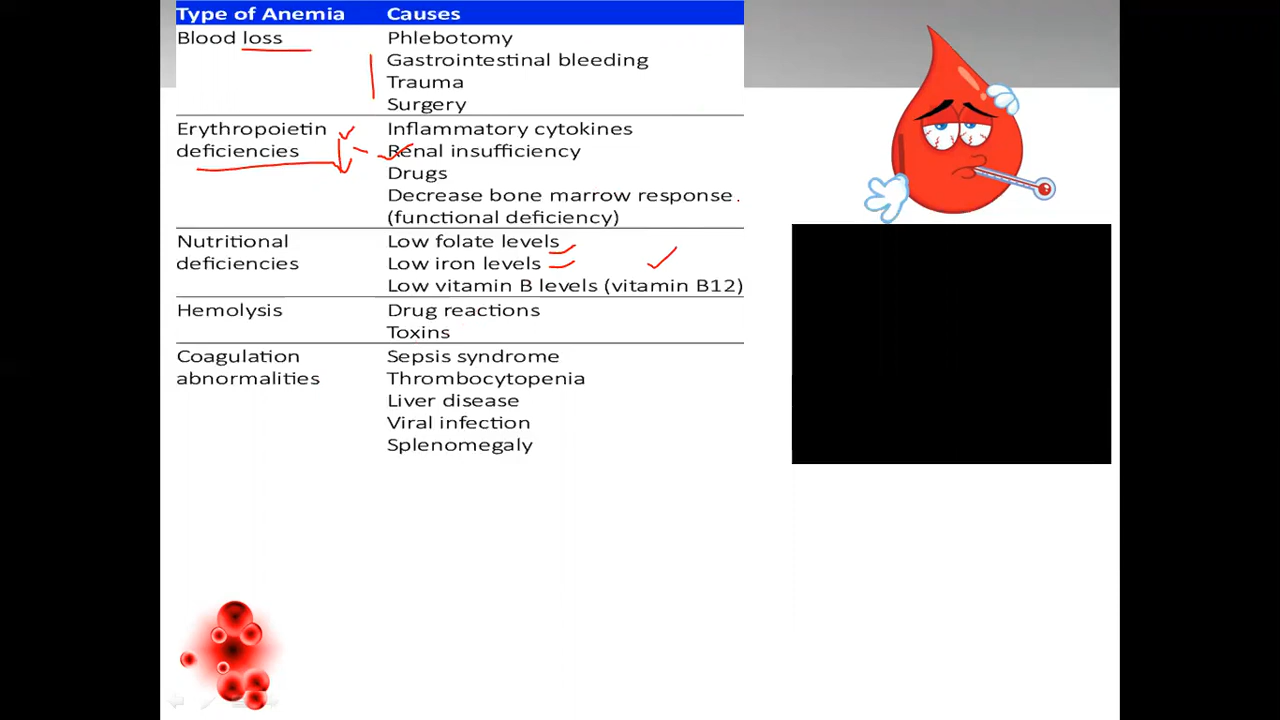 Type of Anemia Causes
Blood loss Phlebotomy
Gastrointestinal bleeding
Trauma
Surgery
Erythropoietin Inflammatory cytokines
deficiencies Renal insufficiency
Drugs
Decrease bone marrow response.
(functional deficiency)
Nutritional Low folate levels
deficiencies Low iron levels
Low vitamin B levels (vitamin B12)
Hemolysis Drug reactions
Toxins
Coagulation Sepsis syndrome
abnormalities Thrombocytopenia
Liver disease
Viral infection
Splenomegaly